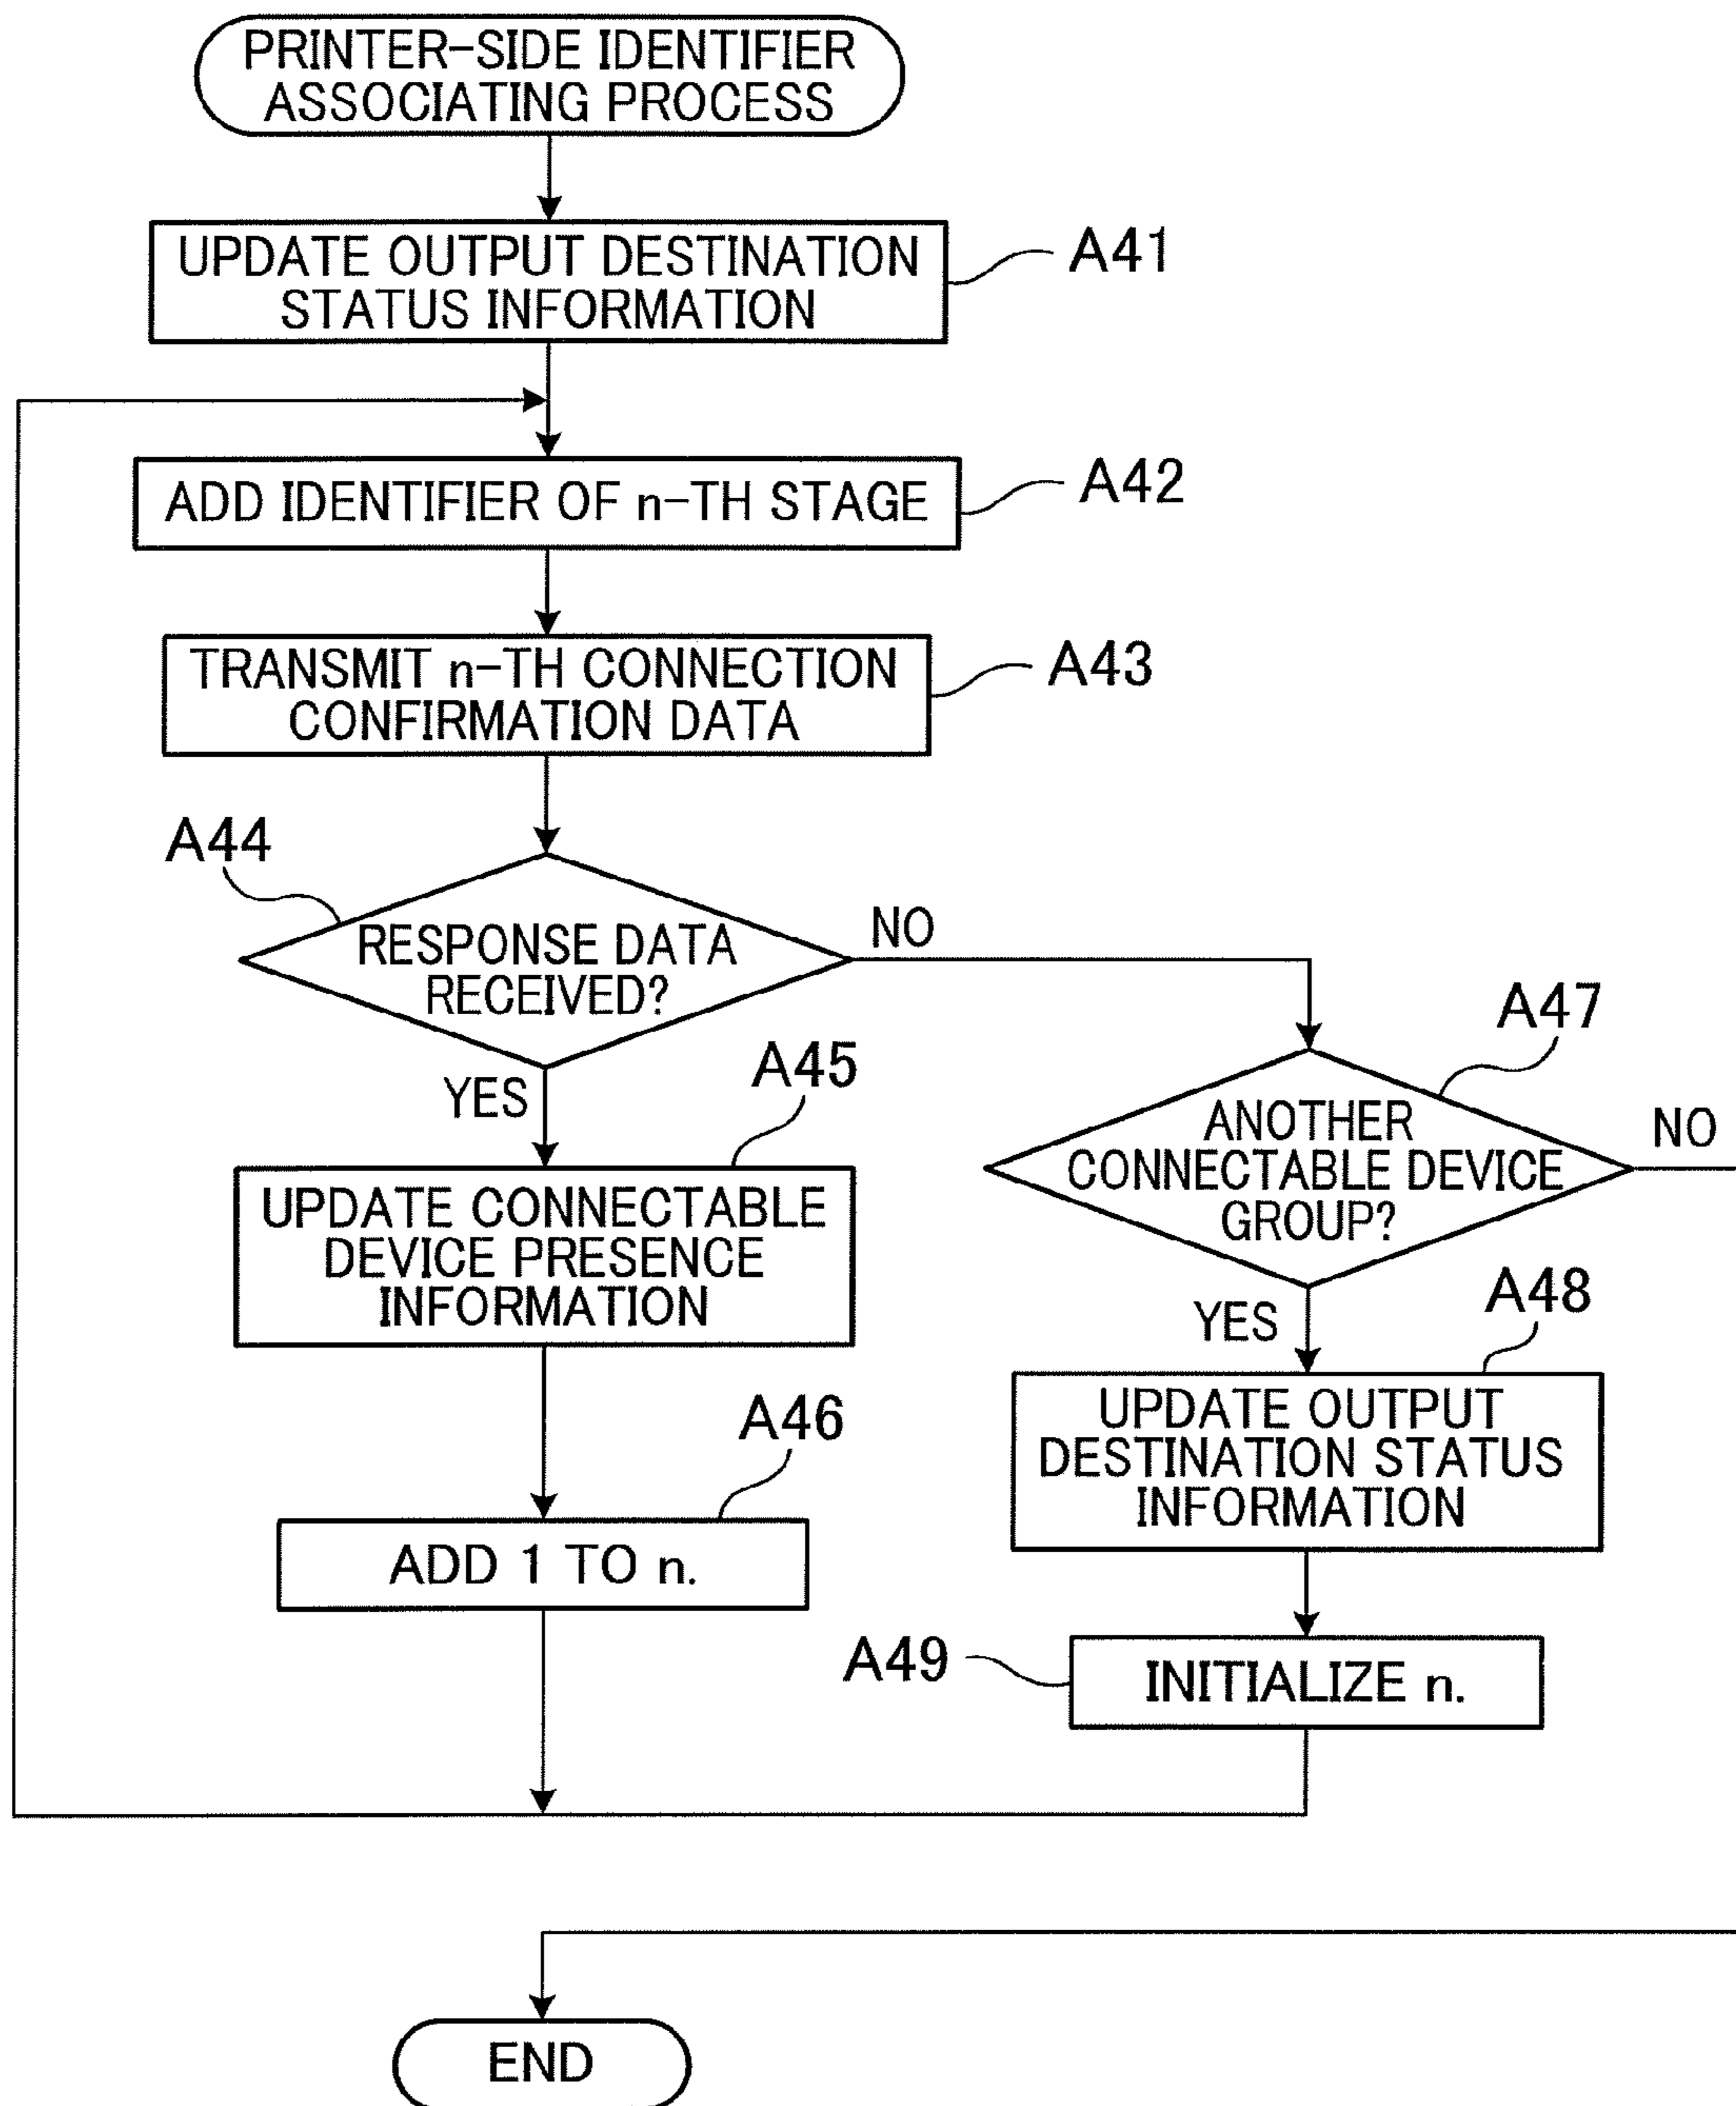 PRINTER-SIDE IDENTIFIER
ASSOCIATING PROCESS
UPDATE OUTPUT DESTINATION
STATUS INFORMATION
A41
ADD IDENTIFIER OF n-TH STAGE
A42
TRANSMIT n-TH CONNECTION
CONFIRMATION DATA
A43
A44
RESPONSE DATA
RECEIVED?
NO
YES
A45
UPDATE CONNECTABLE
DEVICE PRESENCE
INFORMATION
A46
ADD 1 TO n.
A47
ANOTHER
CONNECTABLE DEVICE
GROUP?
NO
YES
A48
UPDATE OUTPUT
DESTINATION STATUS
INFORMATION
A49
INITIALIZE n.
END